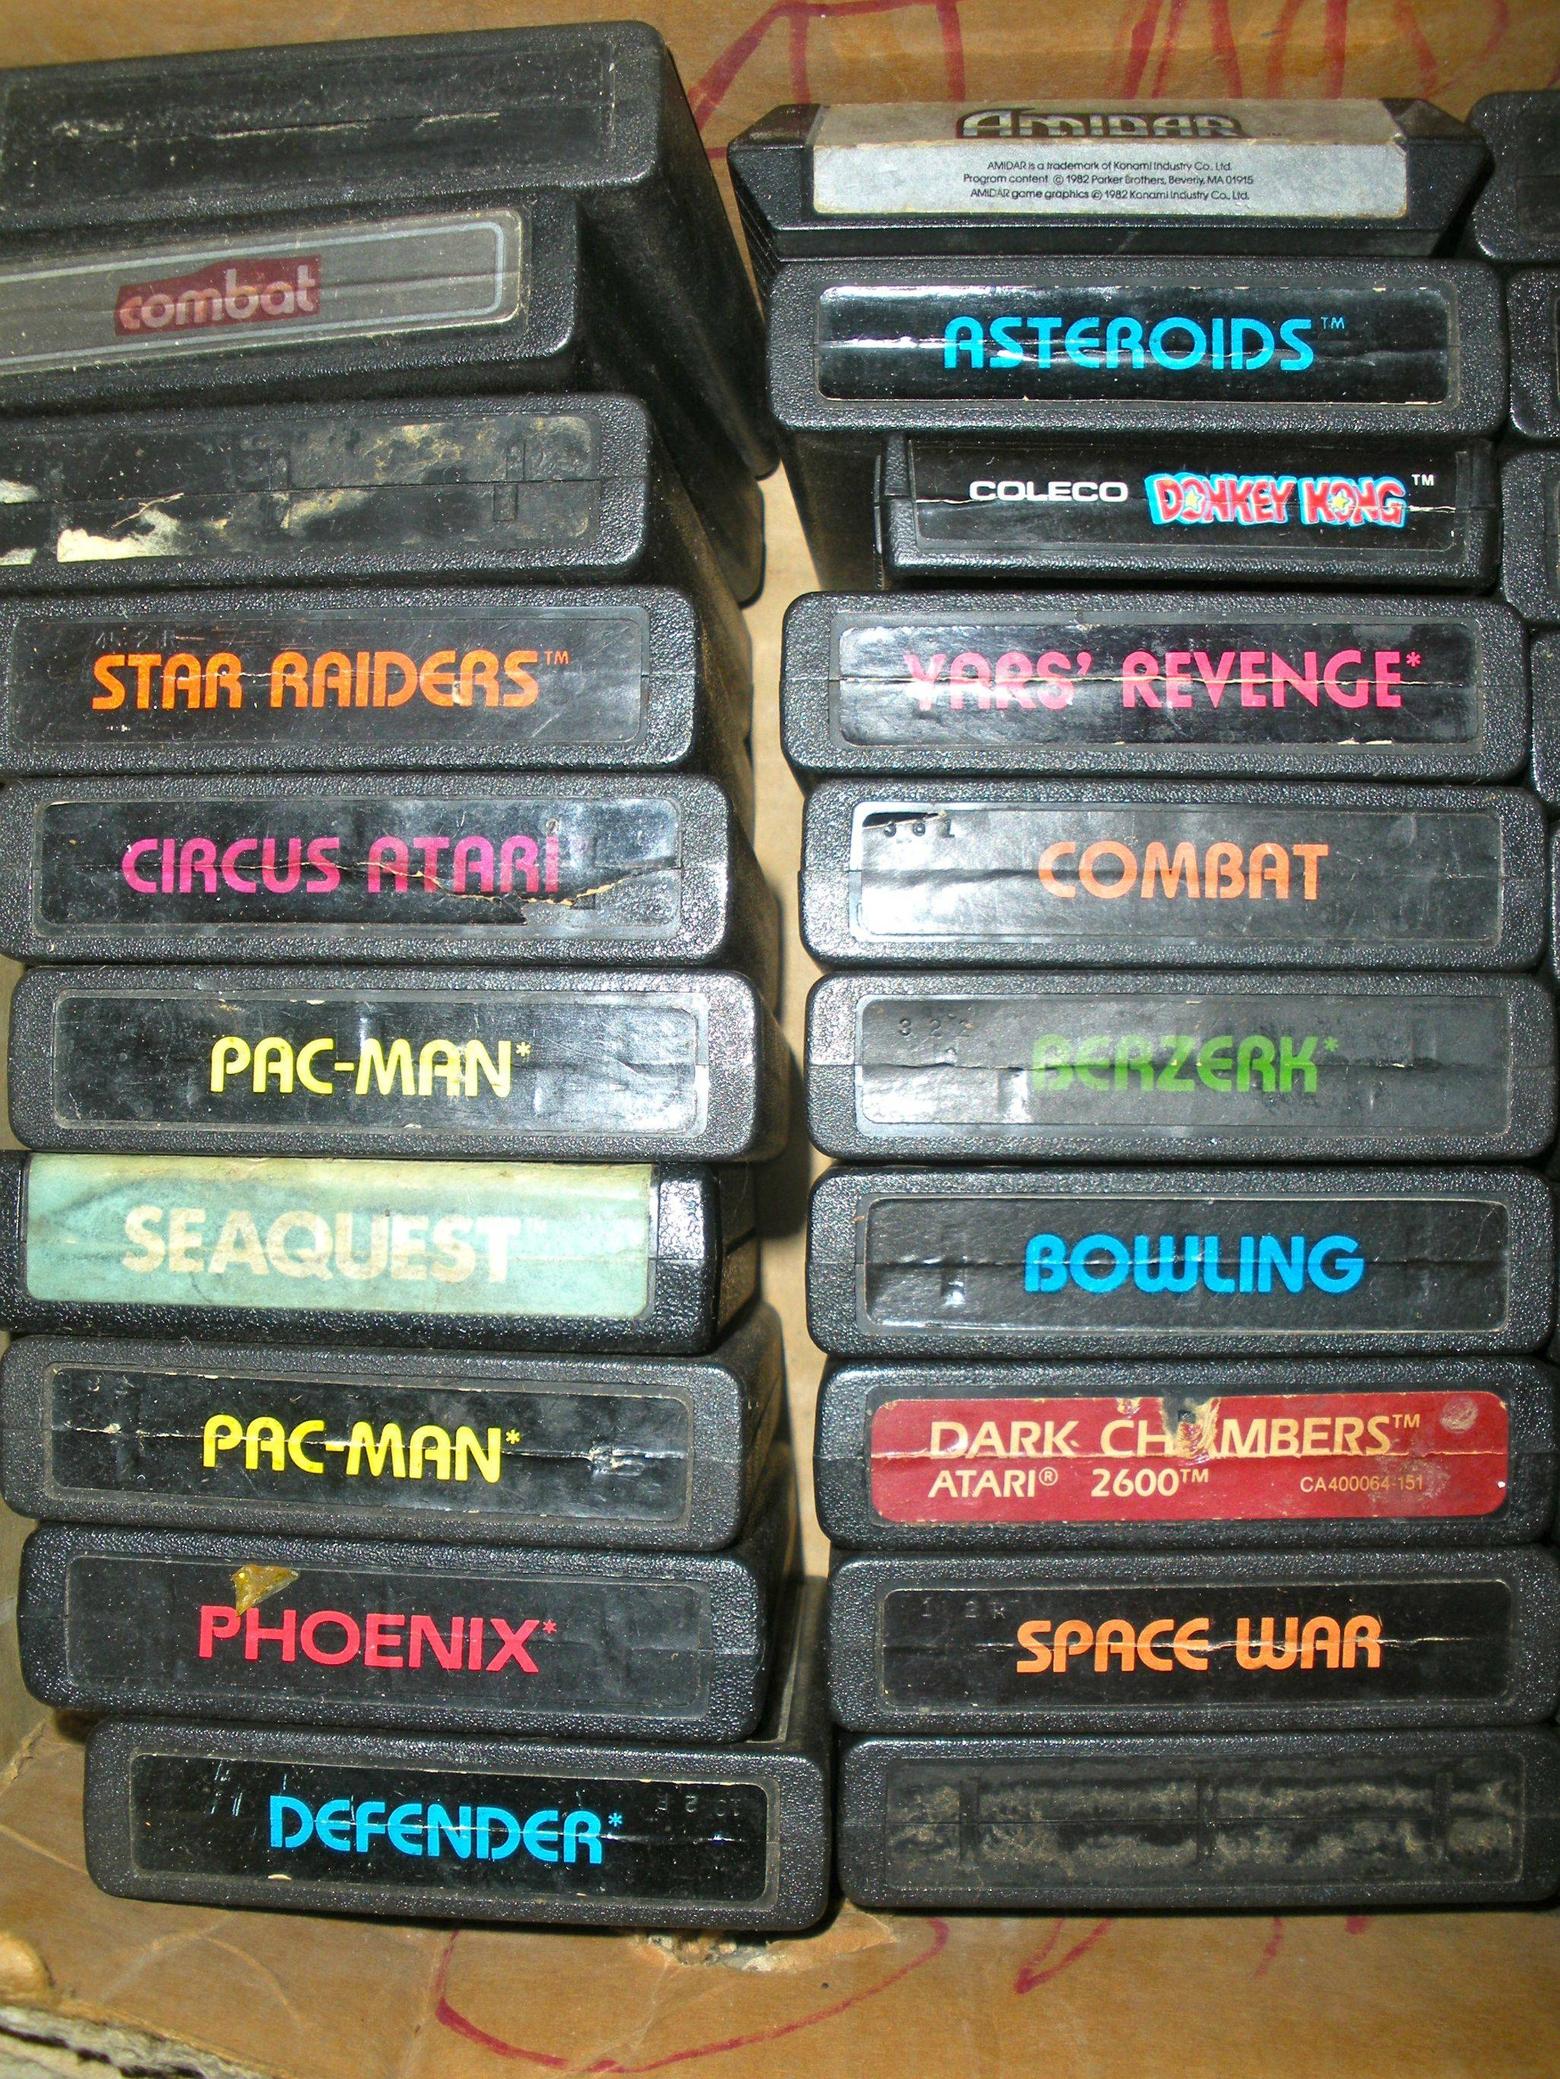 combat
STAR RAIDERS™
CIRCUS ATARI
PAC-MAN*
SEAQUEST
PAC-MAN*
PHOENIX*
DEFENDER*
AMIDAR
AMIDAR is a trademark of Konami Industry Co. Ltd.
Program content © 1982 Parker Brothers, Beverly, MA 01915
AMIDAR game graphics © 1982 Konami Industry Co., Ltd.
ASTEROIDS™
COLECO DONKEY KONG™
YARS' REVENGE*
COMBAT
BERZERK*
BOWLING
DARK CHAMBERS™
ATARI® 2600™ CA400064-151
SPACE WAR